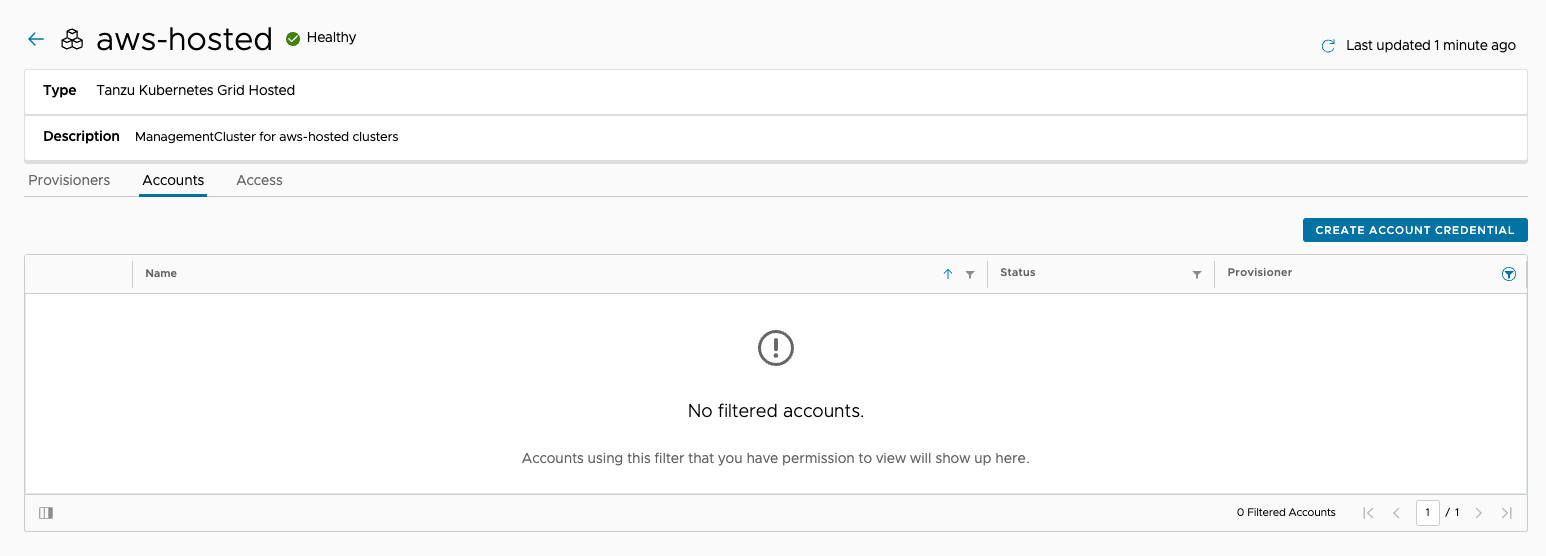 aws-hosted Healthy
Last updated 1 minute ago
Type Tanzu Kubernetes Grid Hosted
Description ManagementCluster for aws-hosted clusters
Provisioners Accounts Access
CREATE ACCOUNT CREDENTIAL
Name Status Provisioner
No filtered accounts.
Accounts using this filter that you have permission to view will show up here.
0 Filtered Accounts 1 / 1